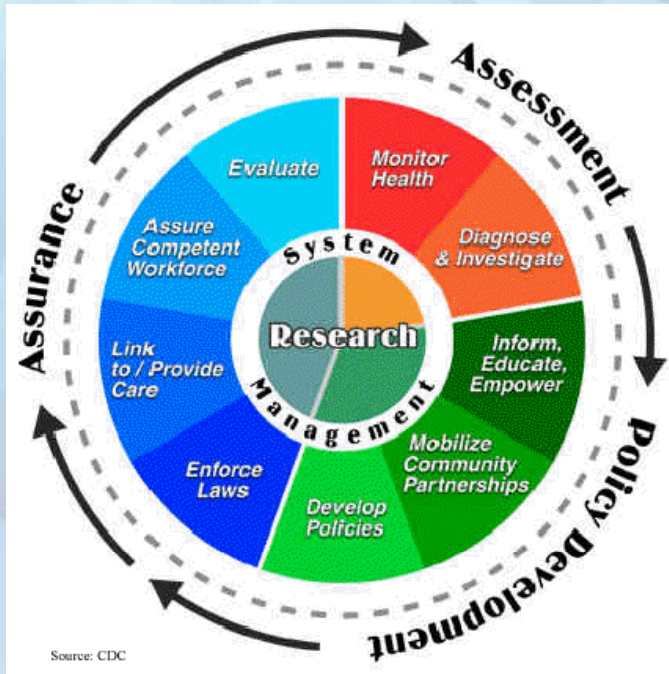 Assessment
Policy Development
Assurance
Monitor
Health
Diagnose
& Investigate
Inform,
Educate,
Empower
Mobilize
Community
Partnerships
Develop
Policies
Enforce
Laws
Link
to / Provide
Care
Assure
Competent
Workforce
Evaluate
System
Management
Research
Source: CDC